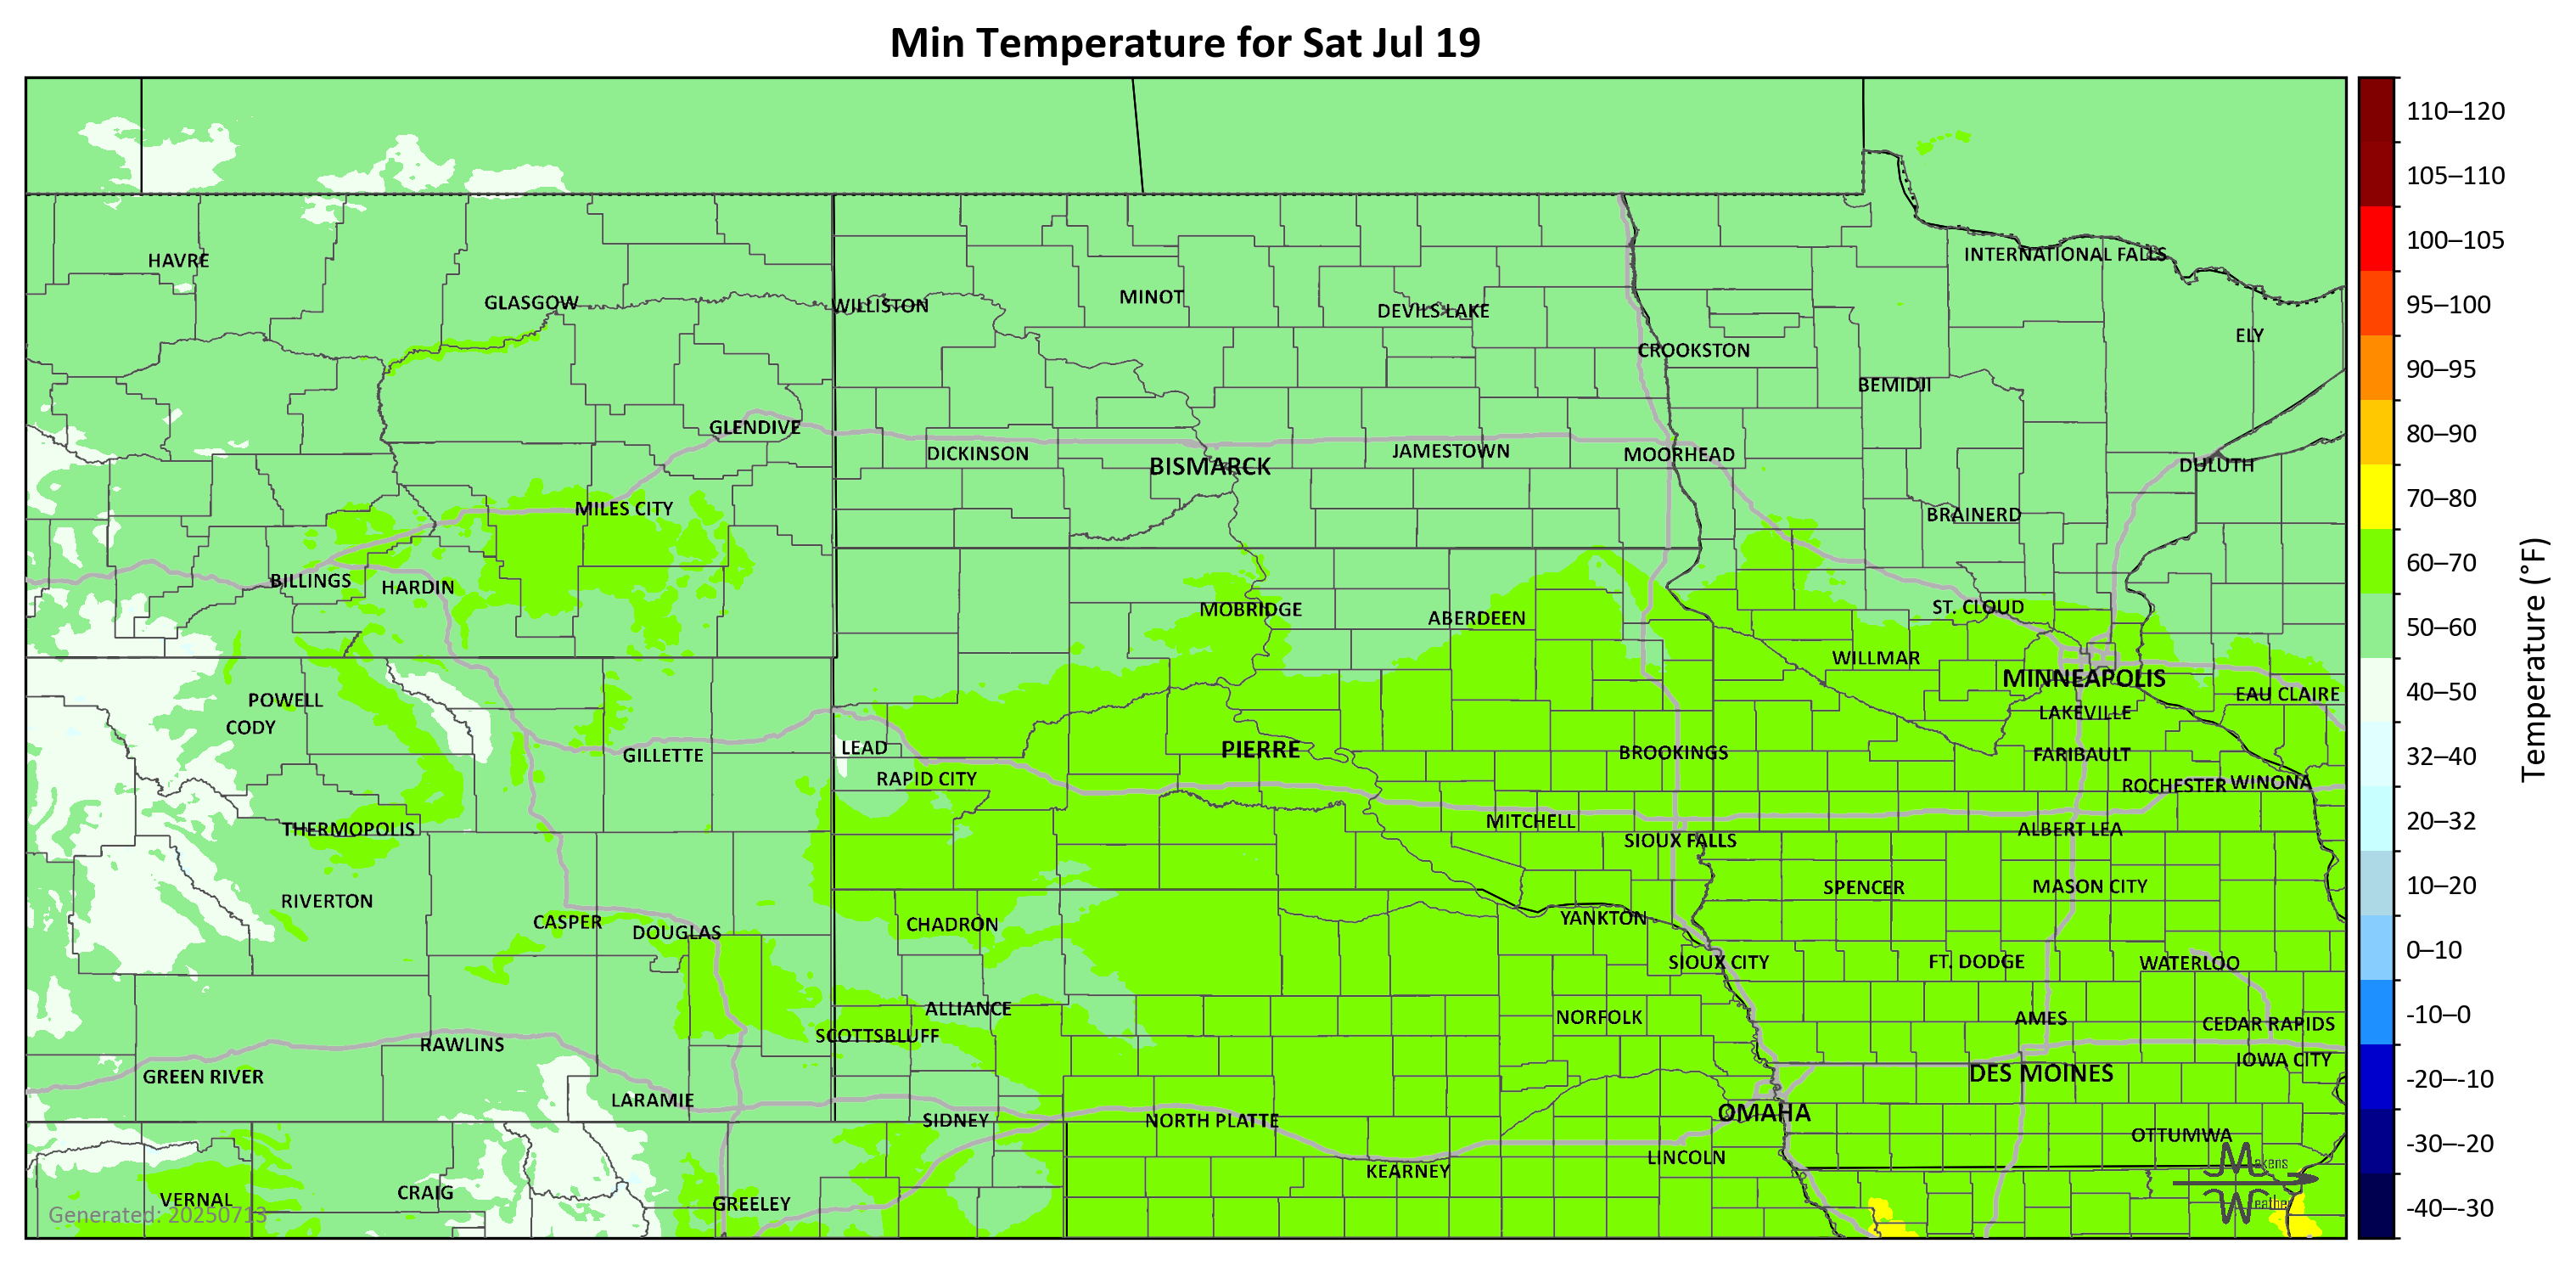 Min Temperature for Sat Jul 19
110–120
105–110
100–105
95–100
90–95
80–90
70–80
60–70
50–60
40–50
32–40
20–32
10–20
0–10
-10–0
-20–-10
-30–-20
-40–-30
Temperature (°F)
HAVRE
INTERNATIONAL FALLS
GLASGOW
WILLISTON
MINOT
DEVILS LAKE
ELY
CROOKSTON
BEMIDJI
GLENDIVE
DICKINSON
BISMARCK
JAMESTOWN
MOORHEAD
DULUTH
MILES CITY
BRAINERD
BILLINGS
HARDIN
MOBRIDGE
ABERDEEN
ST. CLOUD
WILLMAR
MINNEAPOLIS
POWELL
EAU CLAIRE
CODY
LAKEVILLE
GILLETTE
LEAD
PIERRE
BROOKINGS
FARIBAULT
RAPID CITY
ROCHESTER
WINONA
THERMOPOLIS
MITCHELL
SIOUX FALLS
ALBERT LEA
RIVERTON
SPENCER
MASON CITY
CASPER
DOUGLAS
CHADRON
YANKTON
SIOUX CITY
FT. DODGE
WATERLOO
ALLIANCE
NORFOLK
AMES
CEDAR RAPIDS
SCOTTSBLUFF
RAWLINS
IOWA CITY
GREEN RIVER
DES MOINES
LARAMIE
SIDNEY
NORTH PLATTE
OMAHA
OTTUMWA
LINCOLN
KEARNEY
VERNAL
CRAIG
GREELEY
Makens
Weather
Generated: 20250713